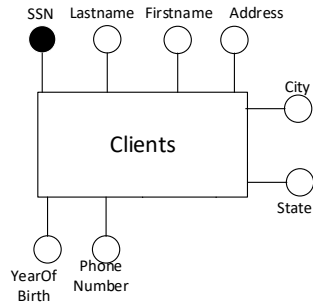 SSN
Lastname
Firstname
Address
City
Clients
State
YearOf
Birth
Phone
Number